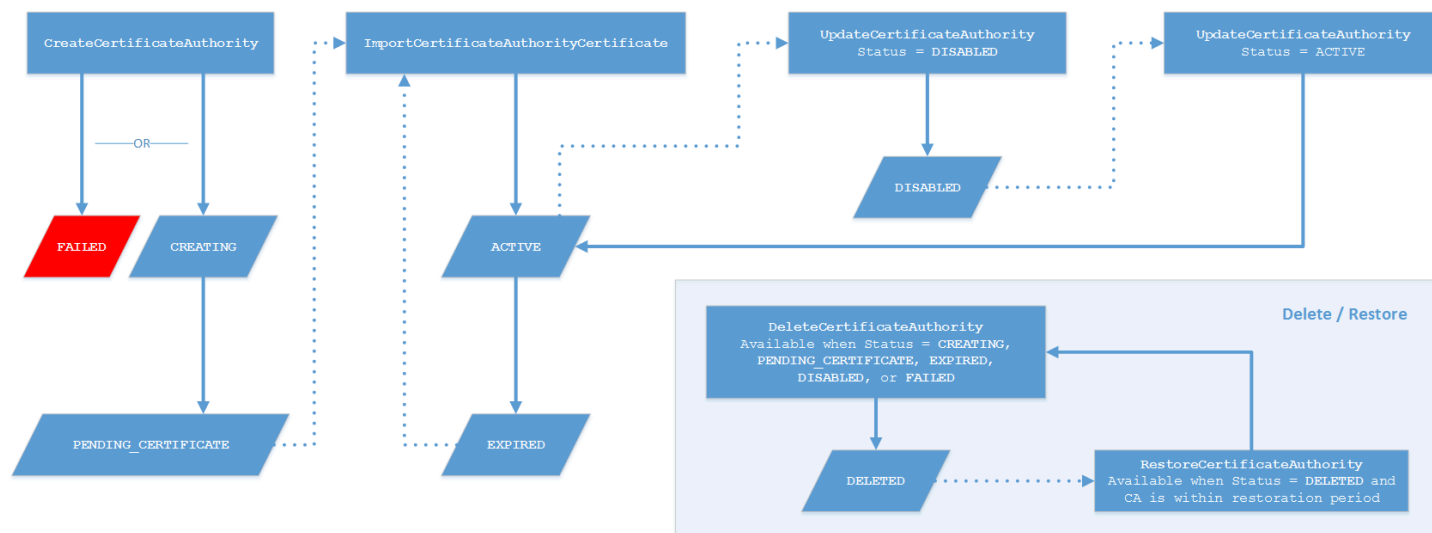 CreateCertificateAuthority
ImportCertificateAuthorityCertificate
UpdateCertificateAuthority
Status = DISABLED
UpdateCertificateAuthority
Status = ACTIVE
OR
DISABLED
FAILED
CREATING
ACTIVE
Delete / Restore
DeleteCertificateAuthority
Available when Status = CREATING,
PENDING_CERTIFICATE, EXPIRED,
DISABLED, or FAILED
PENDING_CERTIFICATE
EXPIRED
DELETED
RestoreCertificateAuthority
Available when Status = DELETED and
CA is within restoration period